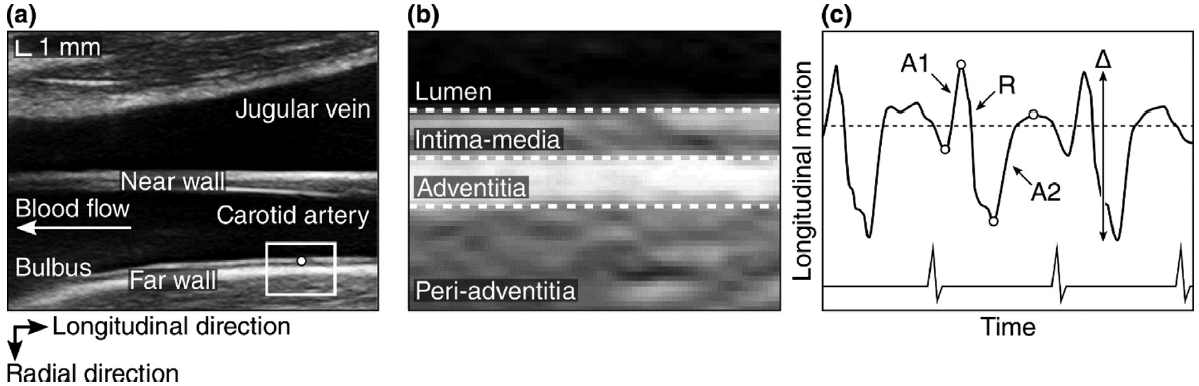 (a)
1 mm
Jugular vein
Near wall
Blood flow
Carotid artery
Bulbus
Far wall
Longitudinal direction
Radial direction
(b)
Lumen
Intima-media
Adventitia
Peri-adventitia
(c)
Longitudinal motion
A1
R
A2
Δ
Time